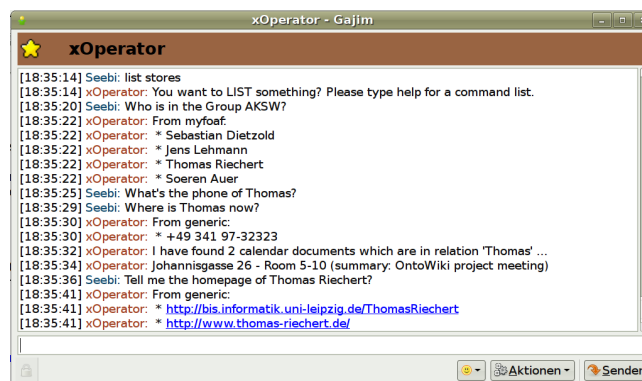 xOperator - Gajim
xOperator
[18:35:14] Seebi: list stores
[18:35:14] xOperator: You want to LIST something? Please type help for a command list.
[18:35:20] Seebi: Who is in the Group AKSW?
[18:35:22] xOperator: From myfoaf:
[18:35:22] xOperator:  * Sebastian Dietzold
[18:35:22] xOperator:  * Jens Lehmann
[18:35:22] xOperator:  * Thomas Riechert
[18:35:22] xOperator:  * Soeren Auer
[18:35:25] Seebi: What's the phone of Thomas?
[18:35:29] Seebi: Where is Thomas now?
[18:35:30] xOperator: From generic:
[18:35:30] xOperator:  * +49 341 97-32323
[18:35:32] xOperator: I have found 2 calendar documents which are in relation 'Thomas' ...
[18:35:34] xOperator: Johannisgasse 26 - Room 5-10 (summary: OntoWiki project meeting)
[18:35:36] Seebi: Tell me the homepage of Thomas Riechert?
[18:35:41] xOperator: From generic:
[18:35:41] xOperator:  * http://bis.informatik.uni-leipzig.de/ThomasRiechert
[18:35:41] xOperator:  * http://www.thomas-riechert.de/
Aktionen Sender